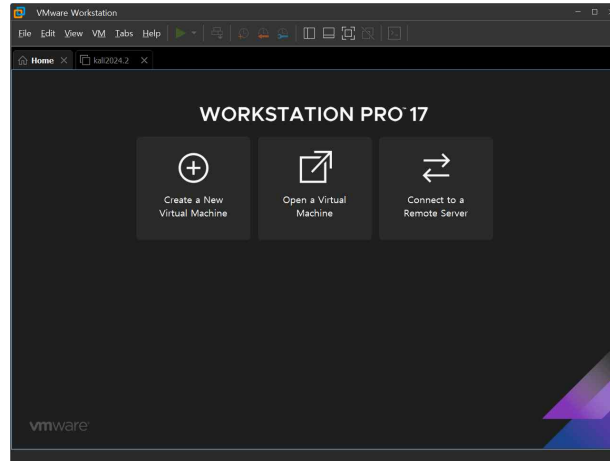 VMware Workstation
File Edit View VM Tabs Help
Home kali2024.2
WORKSTATION PRO™ 17
Create a New
Virtual Machine
Open a Virtual
Machine
Connect to a
Remote Server
vmware®